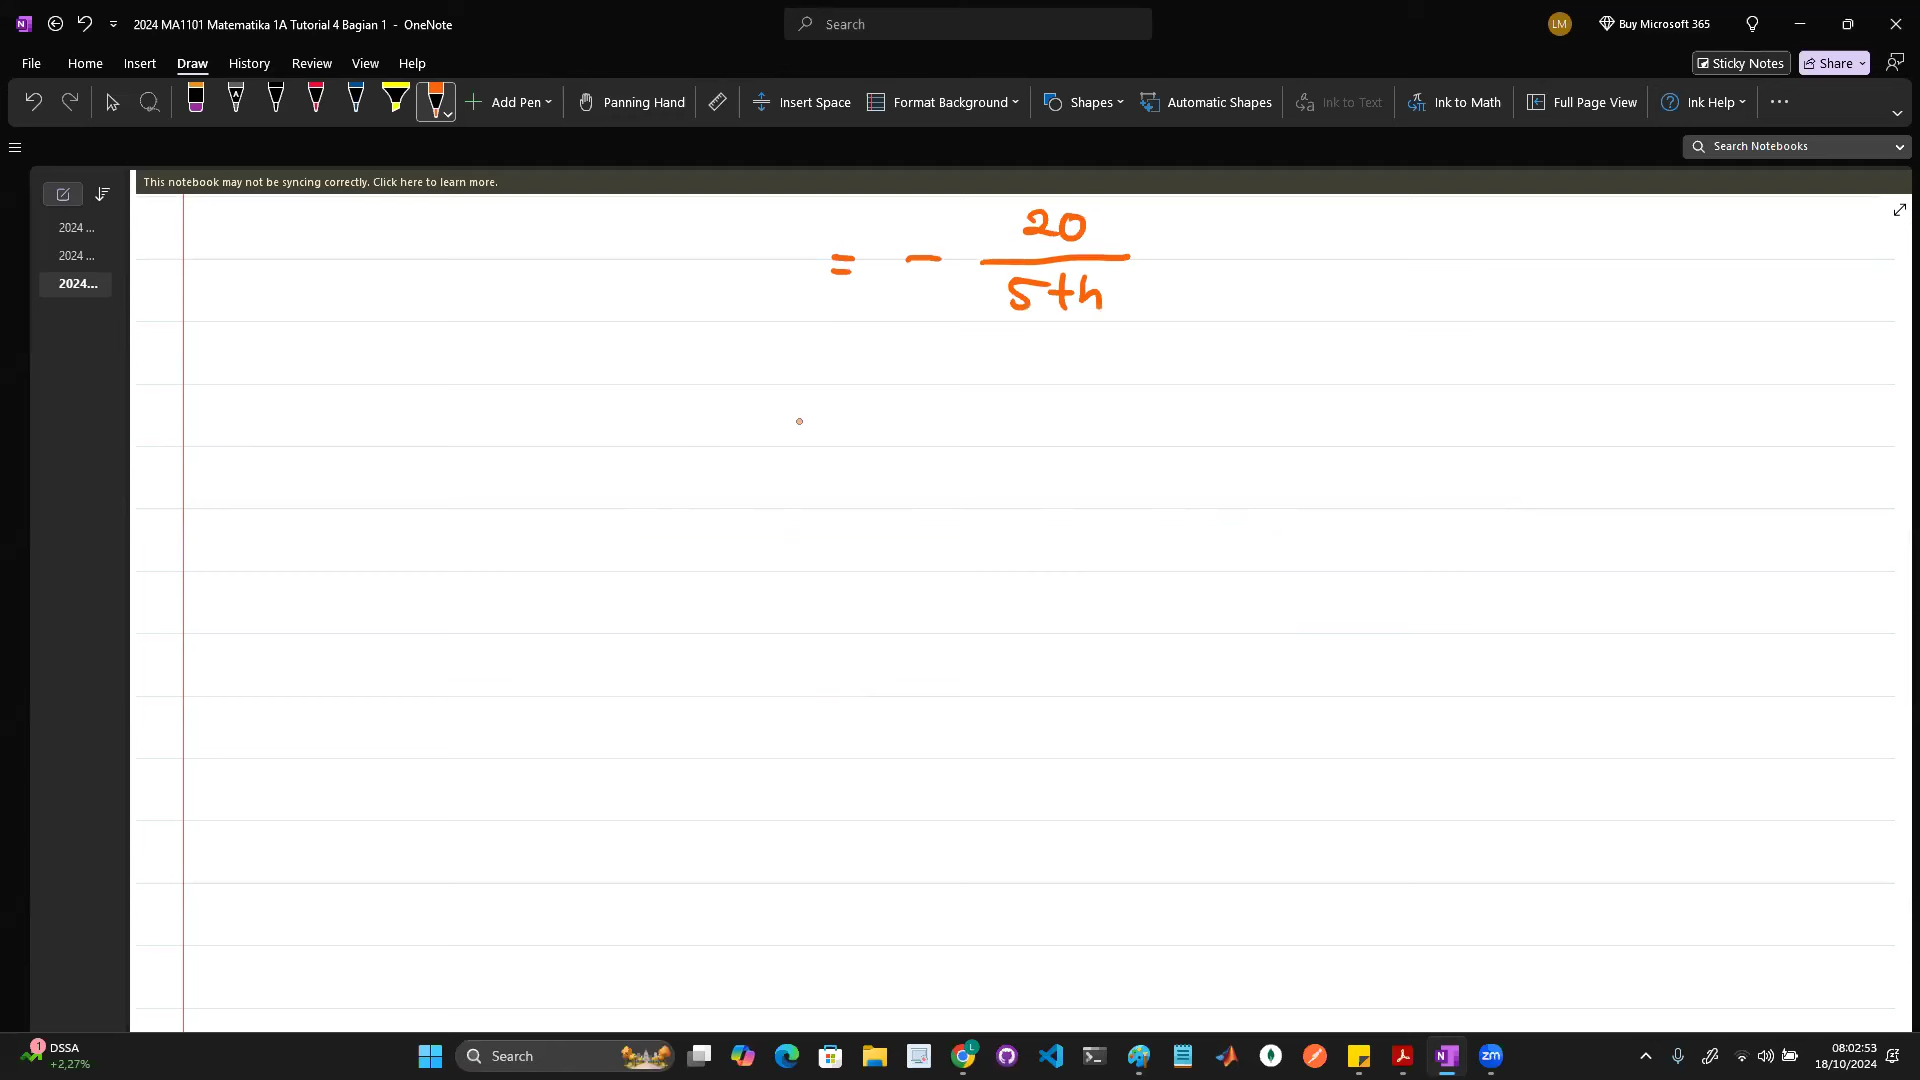 2024 MA1101 Matematika 1A Tutorial 4 Bagian 1 - OneNote
Search
LM
Buy Microsoft 365
File Home Insert Draw History Review View Help
Sticky Notes Share
Add Pen Panning Hand Insert Space Format Background Shapes Automatic Shapes Ink to Text Ink to Math Full Page View Ink Help
Search Notebooks
This notebook may not be syncing correctly. Click here to learn more.
2024 ...
2024 ...
2024...
20
= -
5+h
1
DSSA
+2,27%
Search
L
zm
08:02:53
18/10/2024